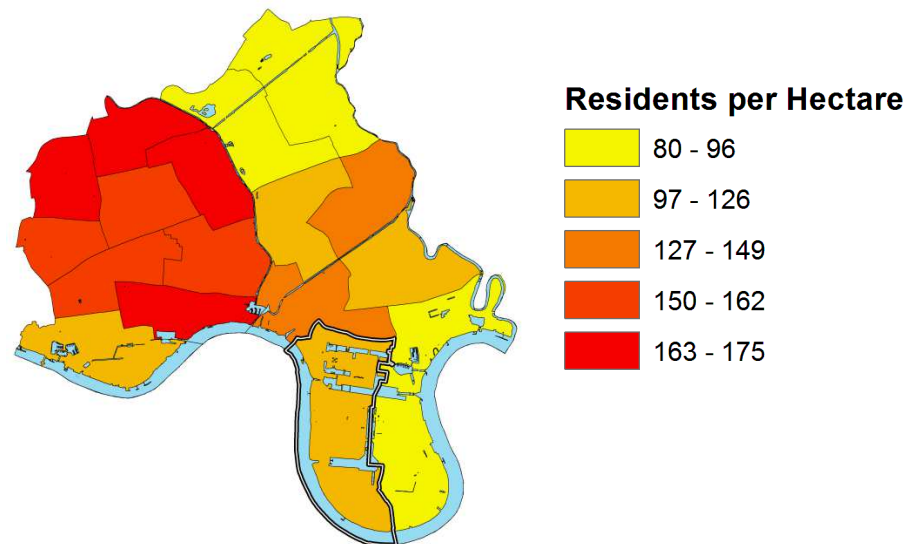 Residents per Hectare
80 - 96
97 - 126
127 - 149
150 - 162
163 - 175